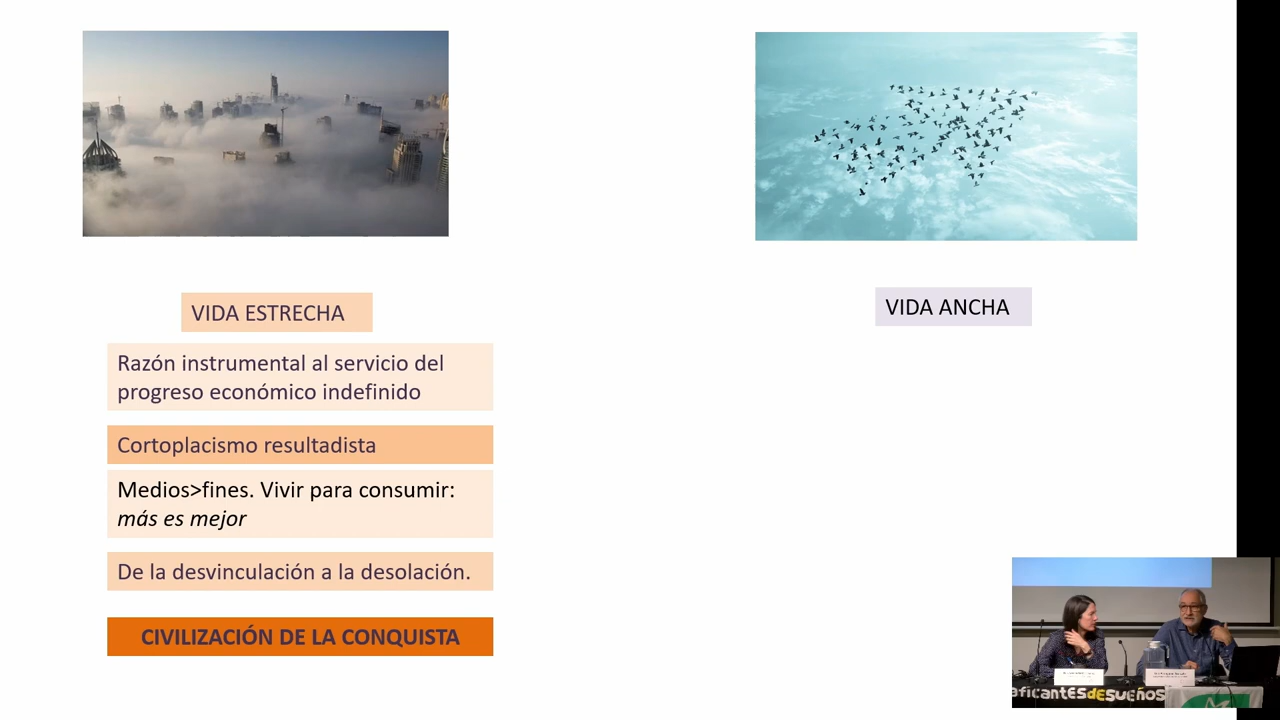 VIDA ESTRECHA
Razón instrumental al servicio del
progreso económico indefinido
Cortoplacismo resultadista
Medios>fines. Vivir para consumir:
más es mejor
De la desvinculación a la desolación.
CIVILIZACIÓN DE LA CONQUISTA
VIDA ANCHA
aficantesdesueños